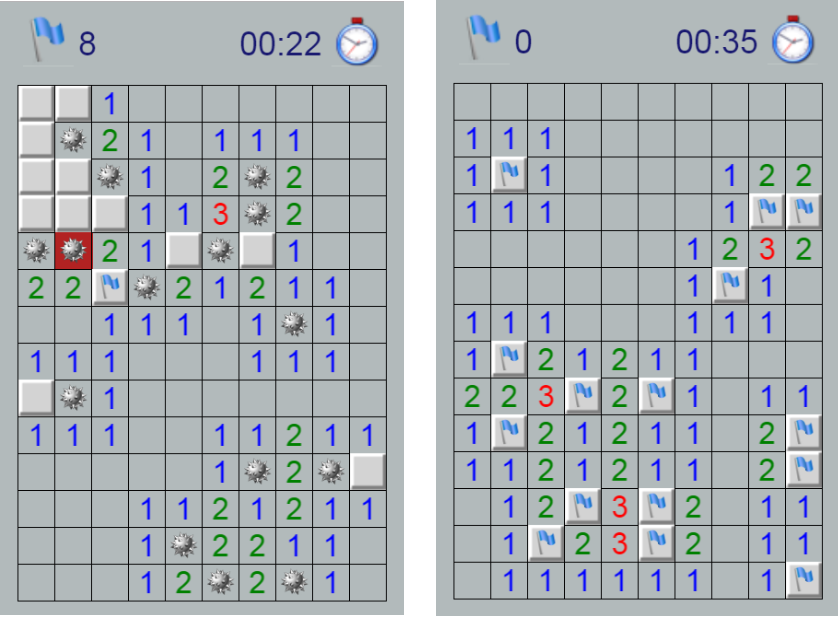 8 00:22
1
2 1 1 1 1
1 2 2
1 1 3 2
2 1 1
2 2 2 1 2 1 1
1 1 1 1 1
1 1 1 1 1 1
1
1 1 1 1 1 2 1 1
1 2
1 1 2 1 2 1 1
1 2 2 1 1
1 2 2 1
0 00:35
1 1 1
1 1 1 2 2
1 1 1 1
1 2 3 2
1 1
1 1 1 1 1 1
1 2 1 2 1 1
2 2 3 2 1 1 1
1 2 1 2 1 1 2
1 1 2 1 2 1 1 2
1 2 3 2 1 1
1 2 3 2 1 1
1 1 1 1 1 1 1